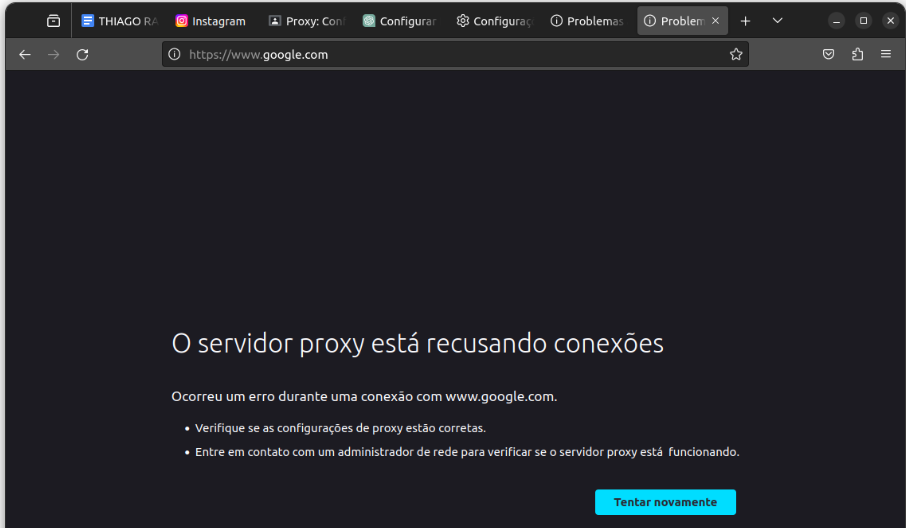 THIAGO RA
Instagram
Proxy: Con
Configurar
Configuraç
Problemas
Problem
https://www.google.com
O servidor proxy está recusando conexões
Ocorreu um erro durante uma conexão com www.google.com.
• Verifique se as configurações de proxy estão corretas.
• Entre em contato com um administrador de rede para verificar se o servidor proxy está funcionando.
Tentar novamente